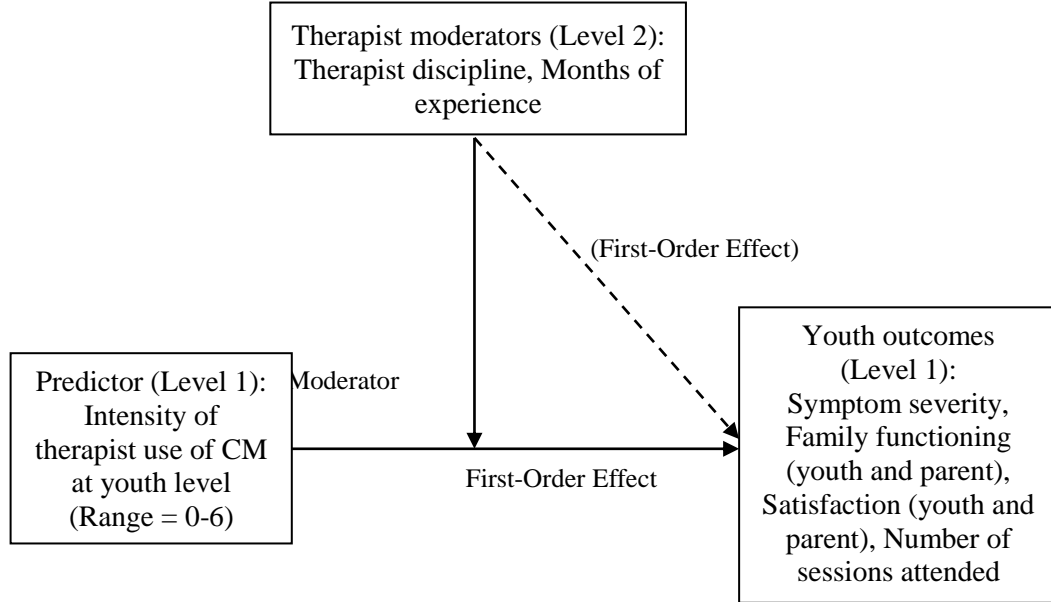 Therapist moderators (Level 2):
Therapist discipline, Months of
experience
(First-Order Effect)
Predictor (Level 1):
Intensity of
therapist use of CM
at youth level
(Range = 0-6)
Moderator
First-Order Effect
Youth outcomes
(Level 1):
Symptom severity,
Family functioning
(youth and parent),
Satisfaction (youth and
parent), Number of
sessions attended